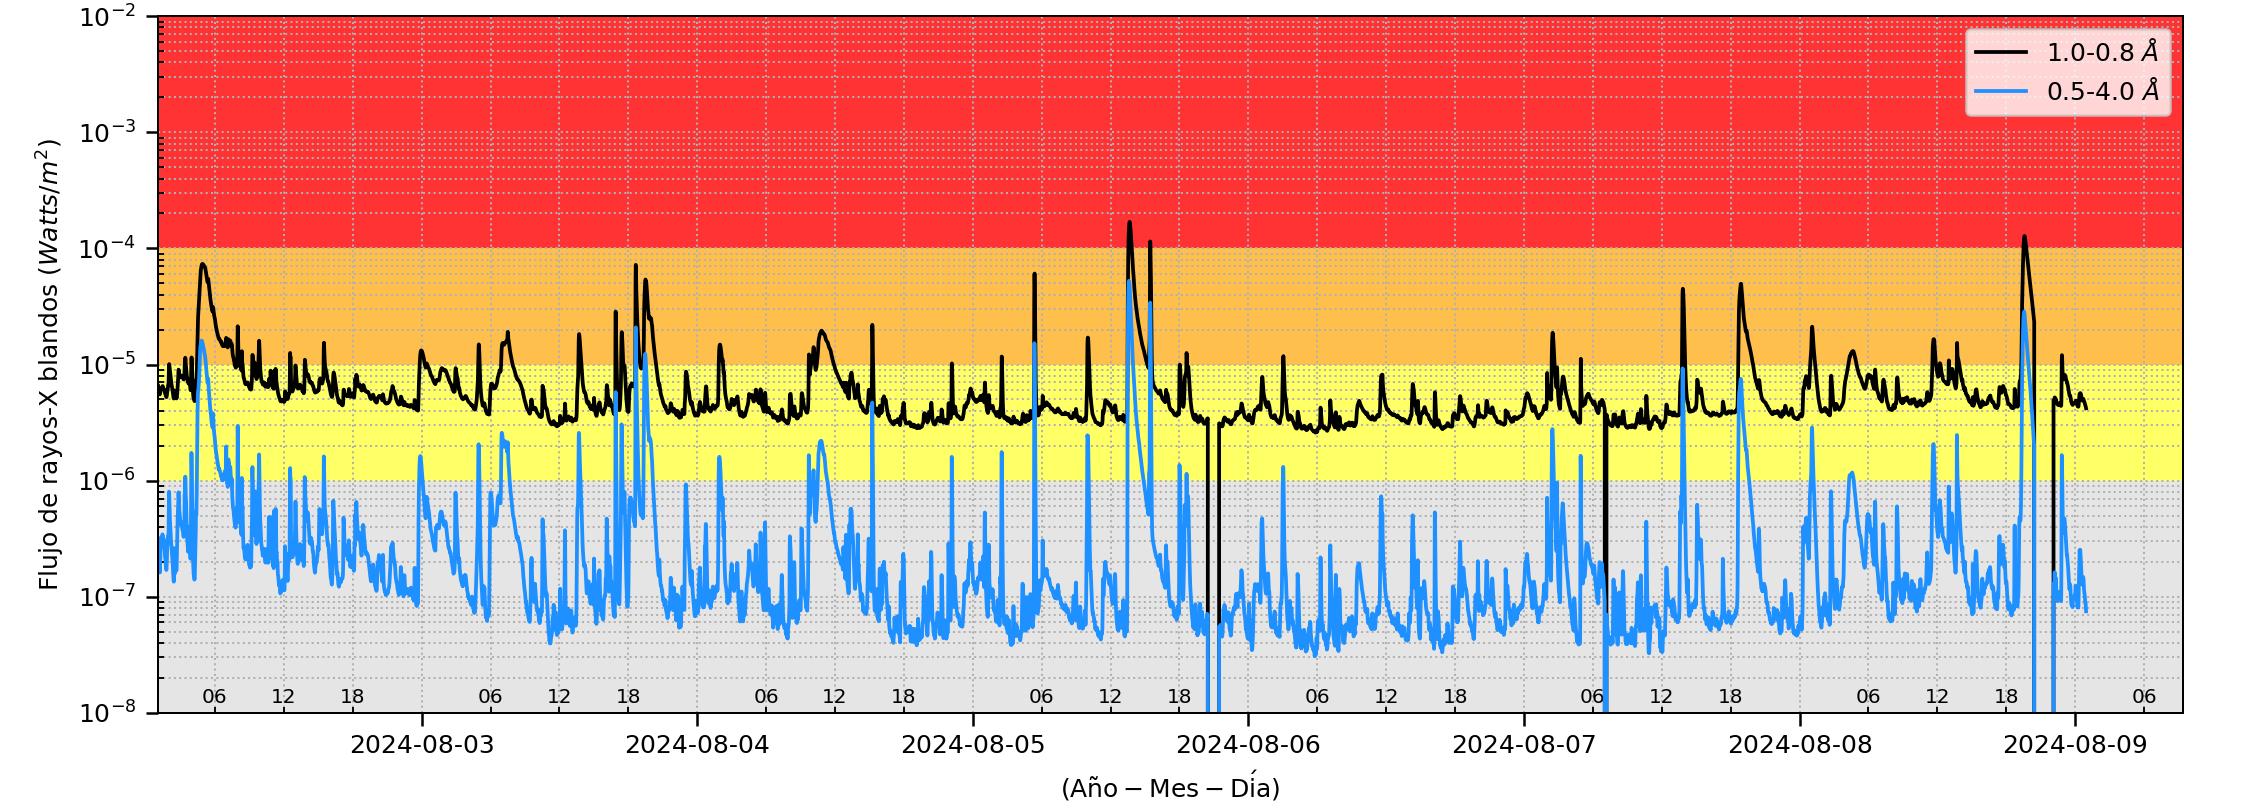 10⁻²
10⁻³
10⁻⁴
10⁻⁵
10⁻⁶
10⁻⁷
10⁻⁸
Flujo de rayos-X blandos (Watts/m²)
1.0-0.8 Å
0.5-4.0 Å
06 12 18 06 12 18 06 12 18 06 12 18 06 12 18 06 12 18 06 12 18 06
2024-08-03 2024-08-04 2024-08-05 2024-08-06 2024-08-07 2024-08-08 2024-08-09
(Año − Mes − Día)